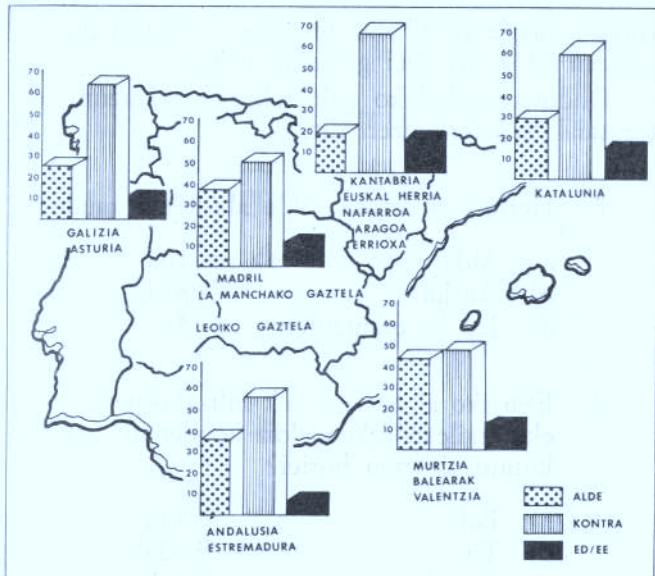 70
60
50
40
30
20
10
GALIZIA
ASTURIA
70
60
50
40
30
20
10
KANTABRIA
EUSKAL HERRIA
NAFARROA
ARAGOA
ERRIOXA
70
60
50
40
30
20
10
KATALUNIA
70
60
50
40
30
20
10
MADRIL
LA MANCHAKO GAZTELA
LEOIKO GAZTELA
70
60
50
40
30
20
10
ANDALUSIA
ESTREMADURA
70
60
50
40
30
20
10
MURTZIA
BALEARAK
VALENTZIA
ALDE
KONTRA
ED/EE